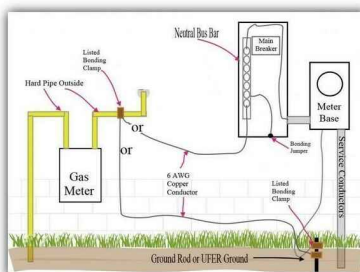 Neutral Bus Bar
Main
Breaker
Listed
Bonding
Clamp
Hard Pipe Outside
Meter
Base
or
or
Gas
Meter
Bonding
Jumper
6 AWG
Copper
Conductor
Service Conductors
Listed
Bonding
Clamp
Ground Rod or UFER Ground